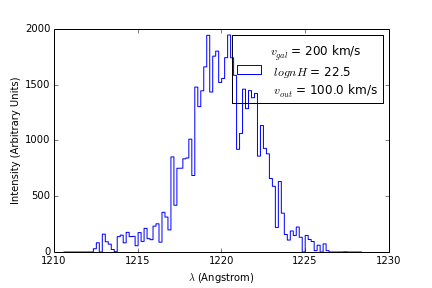 2000
1500
1000
500
0
Intensity (Arbitrary Units)
v_gal = 200 km/s
lognH = 22.5
v_out = 100.0 km/s
1210 1215 1220 1225 1230
λ (Angstrom)